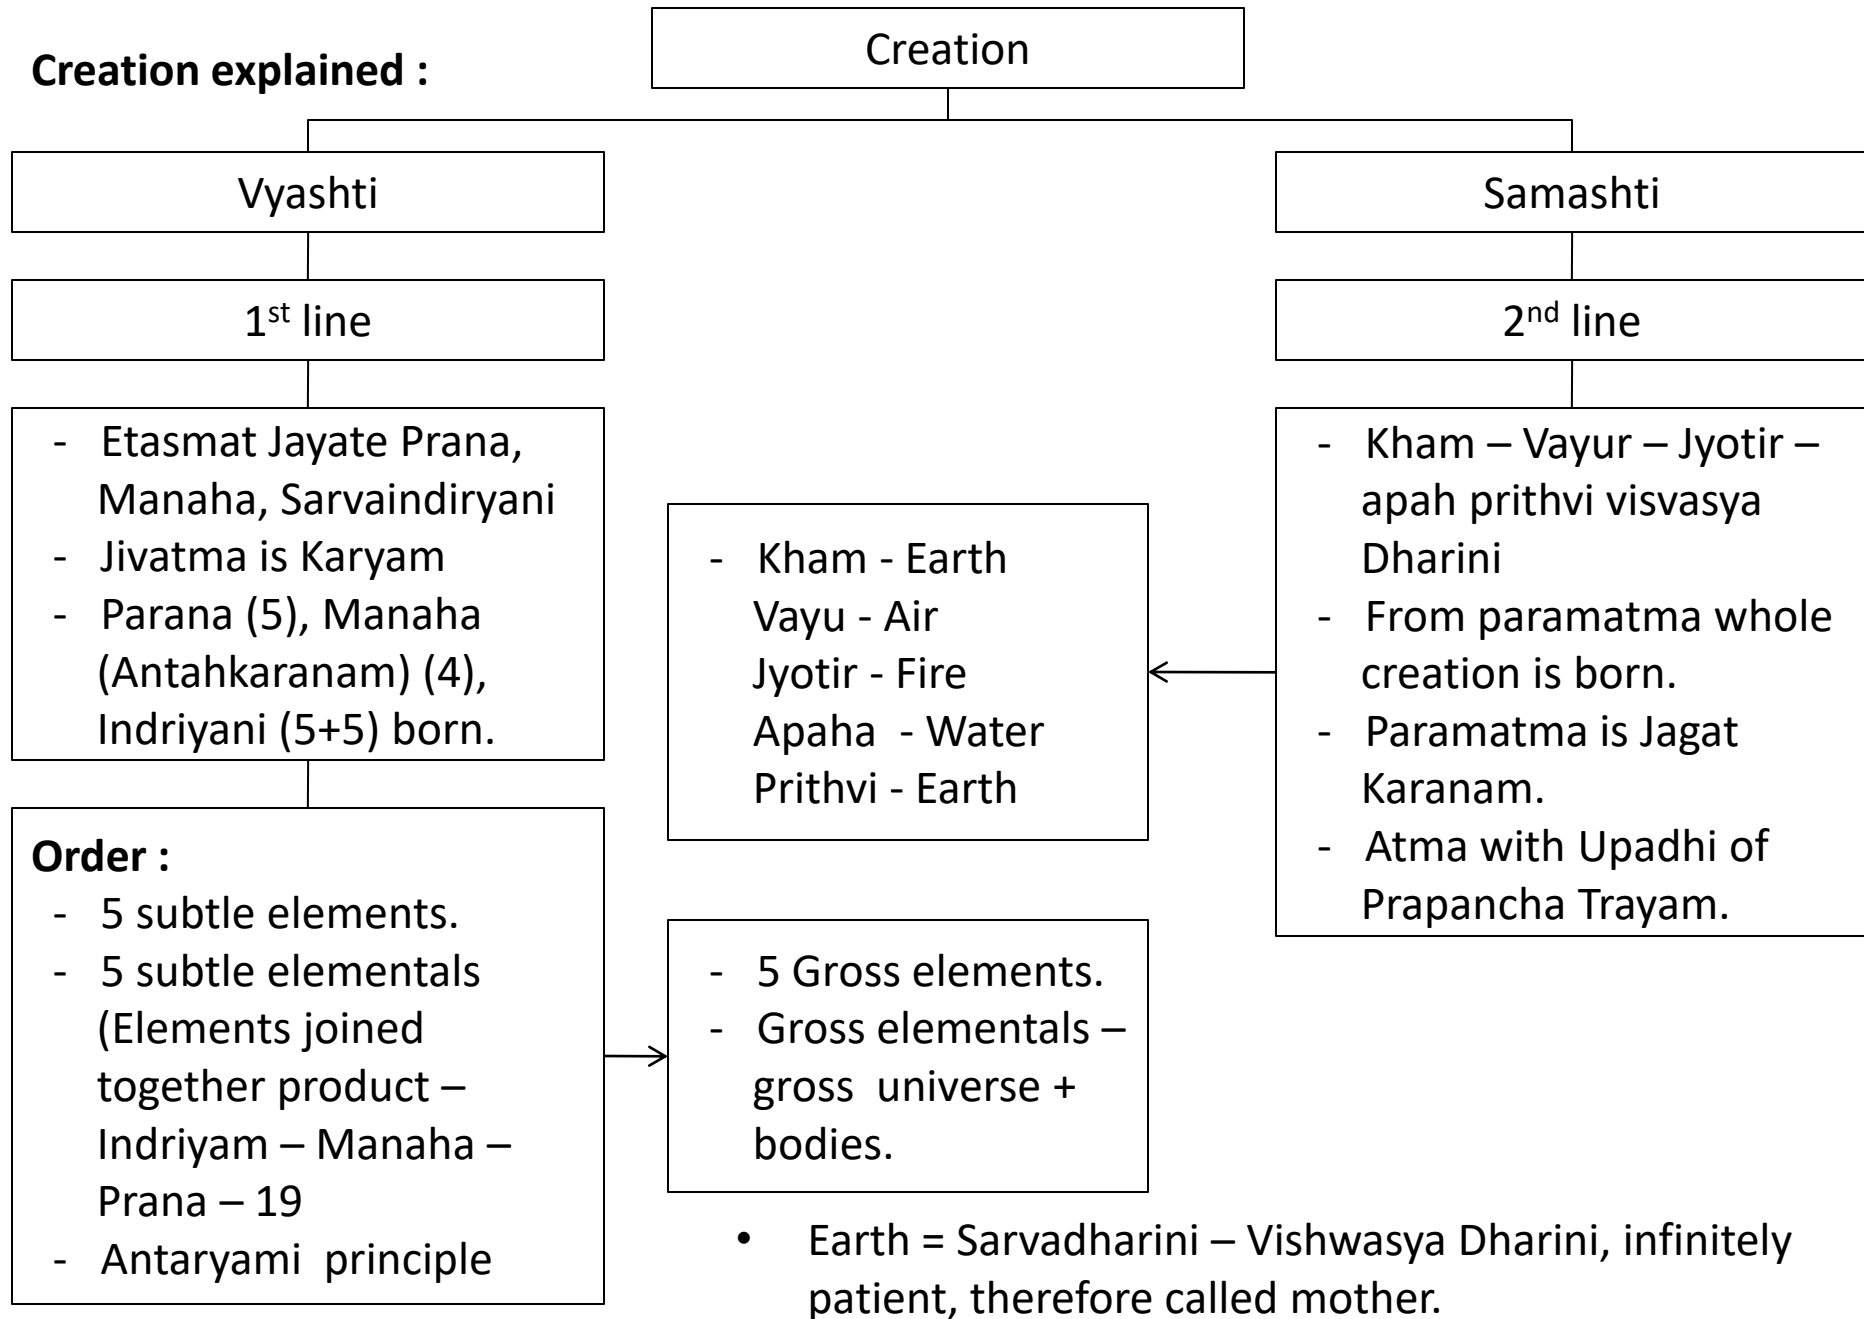 Creation explained :
Creation
Vyashti
Samashti
1st line
2nd line
- Etasmat Jayate Prana,
Manaha, Sarvaindiryani
- Jivatma is Karyam
- Parana (5), Manaha
(Antahkaranam) (4),
Indriyani (5+5) born.
- Kham - Earth
Vayu - Air
Jyotir - Fire
Apaha - Water
Prithvi - Earth
- Kham – Vayur – Jyotir –
apah prithvi visvasya
Dharini
- From paramatma whole
creation is born.
- Paramatma is Jagat
Karanam.
- Atma with Upadhi of
Prapancha Trayam.
Order :
- 5 subtle elements.
- 5 subtle elementals
(Elements joined
together product –
Indriyam – Manaha –
Prana – 19
- Antaryami principle
- 5 Gross elements.
- Gross elementals –
gross universe +
bodies.
• Earth = Sarvadharini – Vishwasya Dharini, infinitely
patient, therefore called mother.